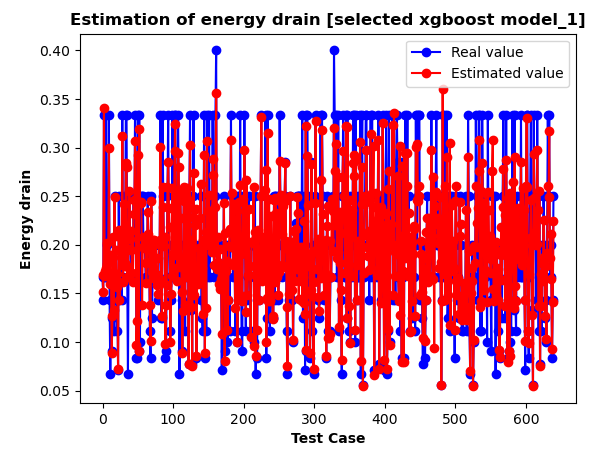 Estimation of energy drain [selected xgboost model_1]
Real value
Estimated value
Energy drain
0.40
0.35
0.30
0.25
0.20
0.15
0.10
0.05
0 100 200 300 400 500 600
Test Case